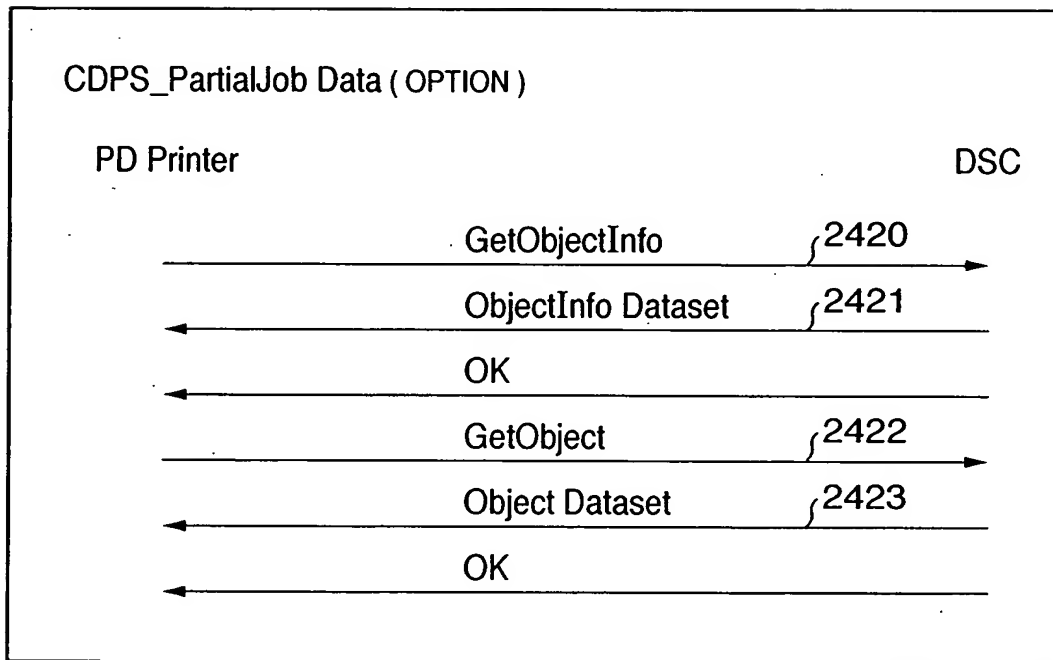 CDPS_PartialJob Data ( OPTION )
PD Printer DSC
GetObjectInfo 2420
ObjectInfo Dataset 2421
OK
GetObject 2422
Object Dataset 2423
OK